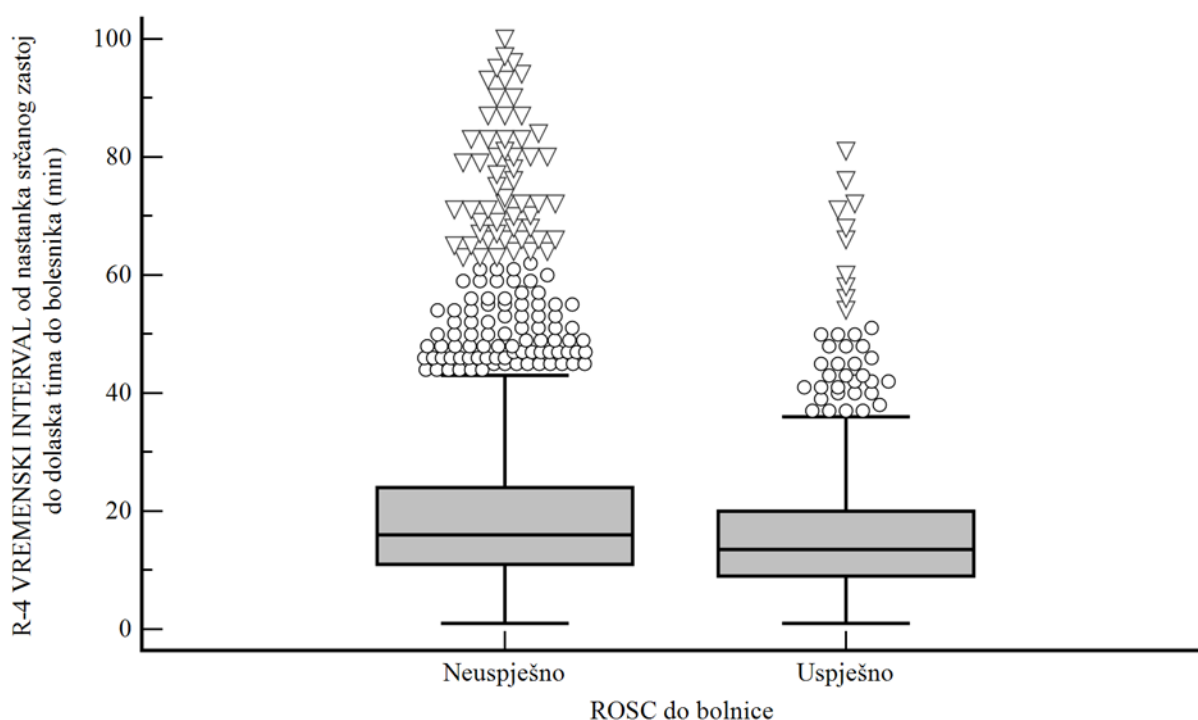 R-4 VREMENSKI INTERVAL od nastanka srčanog zastoj
do dolaska tima do bolesnika (min)
100
80
60
40
20
0
Neuspješno
Uspješno
ROSC do bolnice